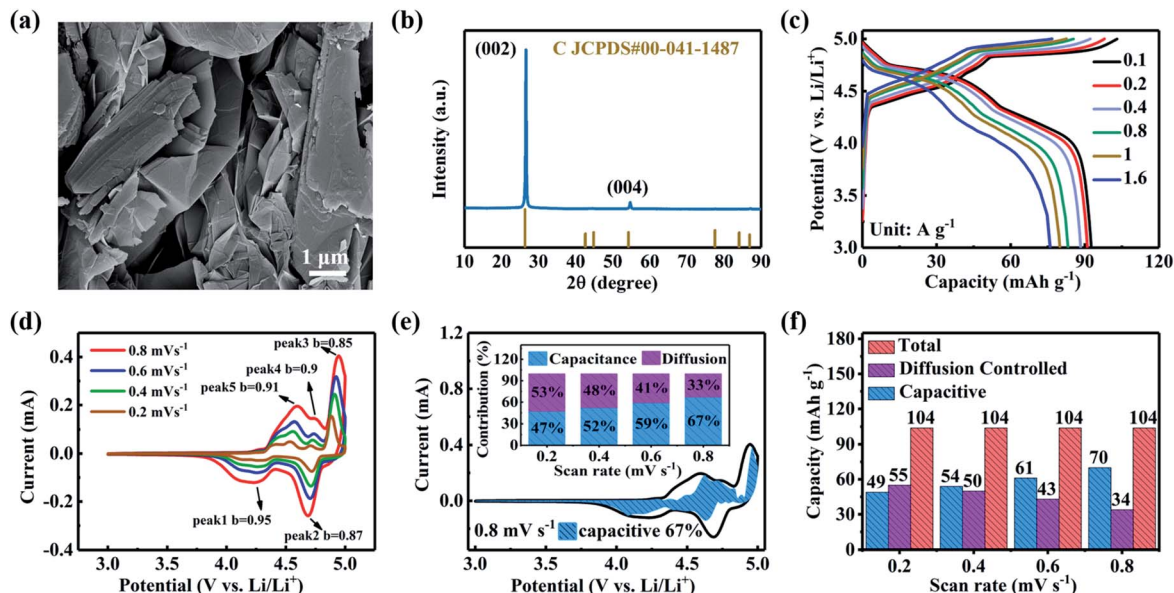 (a)
1 μm
(b)
(002)
C JCPDS#00-041-1487
(004)
Intensity (a.u.)
10 20 30 40 50 60 70 80 90
2θ (degree)
(c)
5.0
4.5
4.0
3.5
3.0
Potential (V vs. Li/Li⁺)
0.1
0.2
0.4
0.8
1
1.6
Unit: A g⁻¹
0 30 60 90 120
Capacity (mAh g⁻¹)
(d)
0.8 mVs⁻¹
0.6 mVs⁻¹
0.4 mVs⁻¹
0.2 mVs⁻¹
peak3 b=0.85
peak4 b=0.9
peak5 b=0.91
peak1 b=0.95
peak2 b=0.87
0.4
0.2
0.0
-0.2
-0.4
Current (mA)
3.0 3.5 4.0 4.5 5.0
Potential (V vs. Li/Li⁺)
(e)
1.2
0.8
0.4
0.0
Current (mA)
Contribution (%)
120
90
60
30
0
Capacitance Diffusion
53% 48% 41% 33%
47% 52% 59% 67%
0.2 0.4 0.6 0.8
Scan rate (mV s⁻¹)
0.8 mV s⁻¹ capacitive 67%
3.0 3.5 4.0 4.5 5.0
Potential (V vs. Li/Li⁺)
(f)
180
150
120
90
60
30
0
Capacity (mAh g⁻¹)
Total
Diffusion Controlled
Capacitive
104 104 104 104
49 55 54 50 61 43 70 34
0.2 0.4 0.6 0.8
Scan rate (mV s⁻¹)